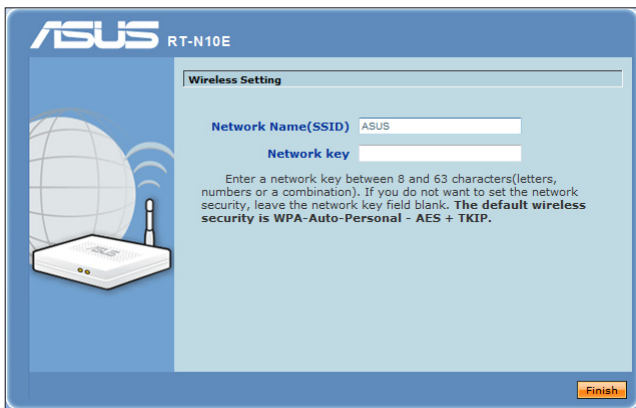 ASUS RT-N10E
Wireless Setting
Network Name(SSID) ASUS
Network key
Enter a network key between 8 and 63 characters(letters,
numbers or a combination). If you do not want to set the network
security, leave the network key field blank. The default wireless
security is WPA-Auto-Personal - AES + TKIP.
ASUS
Finish